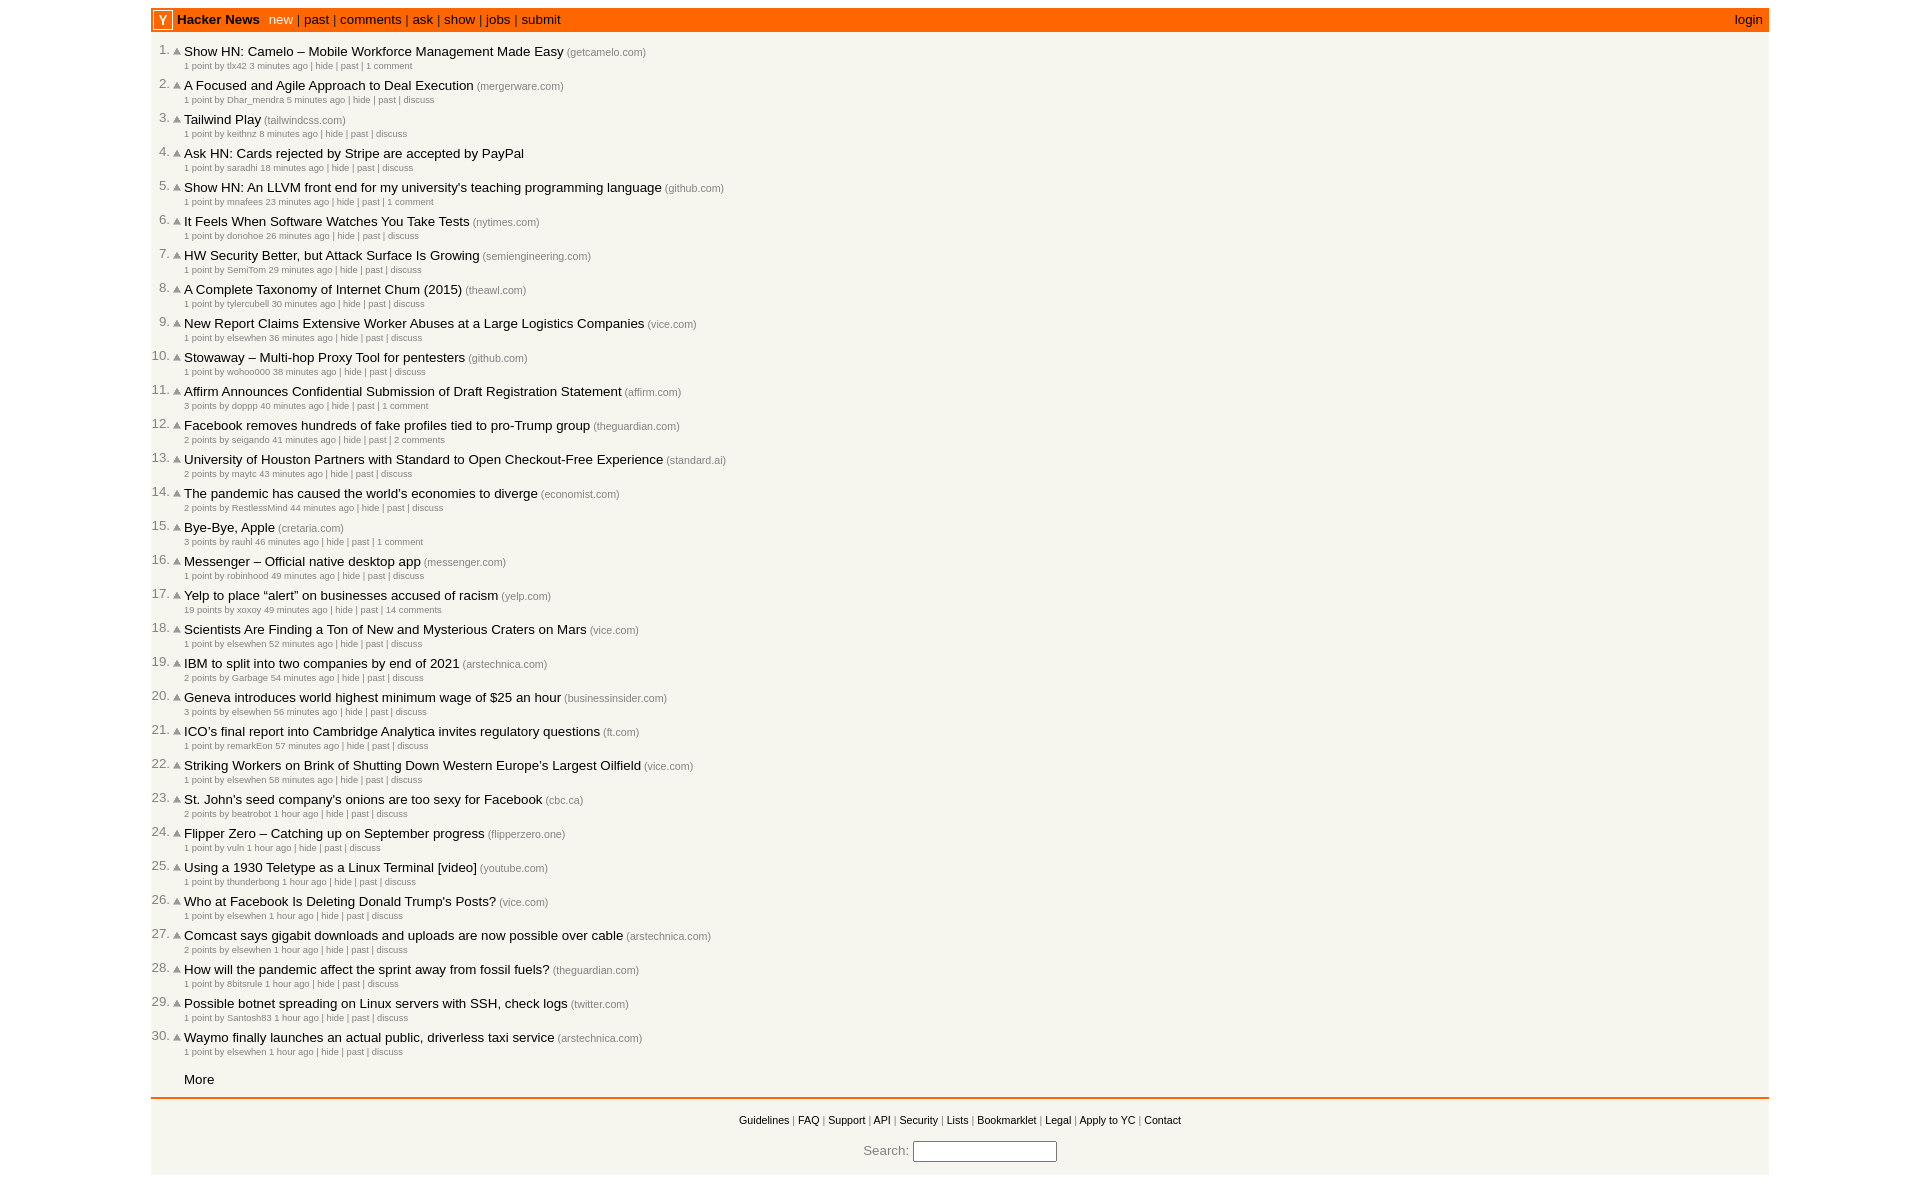 Y Hacker News new | past | comments | ask | show | jobs | submit login
1. Show HN: Camelo – Mobile Workforce Management Made Easy (getcamelo.com)
1 point by tlx42 3 minutes ago | hide | past | 1 comment
2. A Focused and Agile Approach to Deal Execution (mergerware.com)
1 point by Dhar_mendra 5 minutes ago | hide | past | discuss
3. Tailwind Play (tailwindcss.com)
1 point by keithnz 8 minutes ago | hide | past | discuss
4. Ask HN: Cards rejected by Stripe are accepted by PayPal
1 point by saradhi 18 minutes ago | hide | past | discuss
5. Show HN: An LLVM front end for my university's teaching programming language (github.com)
1 point by mnafees 23 minutes ago | hide | past | 1 comment
6. It Feels When Software Watches You Take Tests (nytimes.com)
1 point by donohoe 26 minutes ago | hide | past | discuss
7. HW Security Better, but Attack Surface Is Growing (semiengineering.com)
1 point by SemiTom 29 minutes ago | hide | past | discuss
8. A Complete Taxonomy of Internet Chum (2015) (theawl.com)
1 point by tylercubell 30 minutes ago | hide | past | discuss
9. New Report Claims Extensive Worker Abuses at a Large Logistics Companies (vice.com)
1 point by elsewhen 36 minutes ago | hide | past | discuss
10. Stowaway – Multi-hop Proxy Tool for pentesters (github.com)
1 point by wohoo000 38 minutes ago | hide | past | discuss
11. Affirm Announces Confidential Submission of Draft Registration Statement (affirm.com)
3 points by doppp 40 minutes ago | hide | past | 1 comment
12. Facebook removes hundreds of fake profiles tied to pro-Trump group (theguardian.com)
2 points by seigando 41 minutes ago | hide | past | 2 comments
13. University of Houston Partners with Standard to Open Checkout-Free Experience (standard.ai)
2 points by maytc 43 minutes ago | hide | past | discuss
14. The pandemic has caused the world’s economies to diverge (economist.com)
2 points by RestlessMind 44 minutes ago | hide | past | discuss
15. Bye-Bye, Apple (cretaria.com)
3 points by rauhl 46 minutes ago | hide | past | 1 comment
16. Messenger – Official native desktop app (messenger.com)
1 point by robinhood 49 minutes ago | hide | past | discuss
17. Yelp to place “alert” on businesses accused of racism (yelp.com)
19 points by xoxoy 49 minutes ago | hide | past | 14 comments
18. Scientists Are Finding a Ton of New and Mysterious Craters on Mars (vice.com)
1 point by elsewhen 52 minutes ago | hide | past | discuss
19. IBM to split into two companies by end of 2021 (arstechnica.com)
2 points by Garbage 54 minutes ago | hide | past | discuss
20. Geneva introduces world highest minimum wage of $25 an hour (businessinsider.com)
3 points by elsewhen 56 minutes ago | hide | past | discuss
21. ICO’s final report into Cambridge Analytica invites regulatory questions (ft.com)
1 point by remarkEon 57 minutes ago | hide | past | discuss
22. Striking Workers on Brink of Shutting Down Western Europe’s Largest Oilfield (vice.com)
1 point by elsewhen 58 minutes ago | hide | past | discuss
23. St. John's seed company's onions are too sexy for Facebook (cbc.ca)
2 points by beatrobot 1 hour ago | hide | past | discuss
24. Flipper Zero – Catching up on September progress (flipperzero.one)
1 point by vuln 1 hour ago | hide | past | discuss
25. Using a 1930 Teletype as a Linux Terminal [video] (youtube.com)
1 point by thunderbong 1 hour ago | hide | past | discuss
26. Who at Facebook Is Deleting Donald Trump's Posts? (vice.com)
1 point by elsewhen 1 hour ago | hide | past | discuss
27. Comcast says gigabit downloads and uploads are now possible over cable (arstechnica.com)
2 points by elsewhen 1 hour ago | hide | past | discuss
28. How will the pandemic affect the sprint away from fossil fuels? (theguardian.com)
1 point by 8bitsrule 1 hour ago | hide | past | discuss
29. Possible botnet spreading on Linux servers with SSH, check logs (twitter.com)
1 point by Santosh83 1 hour ago | hide | past | discuss
30. Waymo finally launches an actual public, driverless taxi service (arstechnica.com)
1 point by elsewhen 1 hour ago | hide | past | discuss
More
Guidelines | FAQ | Support | API | Security | Lists | Bookmarklet | Legal | Apply to YC | Contact
Search: